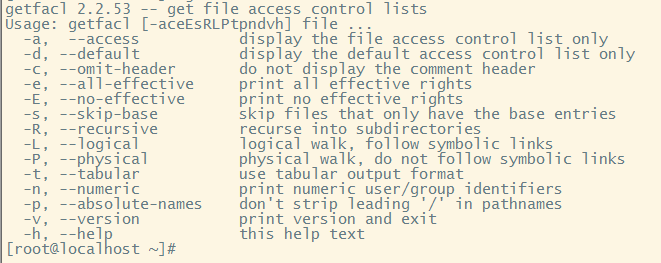 getfacl 2.2.53 -- get file access control lists
Usage: getfacl [-aceEsRLPtpndvh] file ...
  -a, --access            display the file access control list only
  -d, --default           display the default access control list only
  -c, --omit-header       do not display the comment header
  -e, --all-effective     print all effective rights
  -E, --no-effective      print no effective rights
  -s, --skip-base         skip files that only have the base entries
  -R, --recursive         recurse into subdirectories
  -L, --logical           logical walk, follow symbolic links
  -P, --physical          physical walk, do not follow symbolic links
  -t, --tabular           use tabular output format
  -n, --numeric           print numeric user/group identifiers
  -p, --absolute-names    don't strip leading '/' in pathnames
  -v, --version           print version and exit
  -h, --help              this help text
[root@localhost ~]#